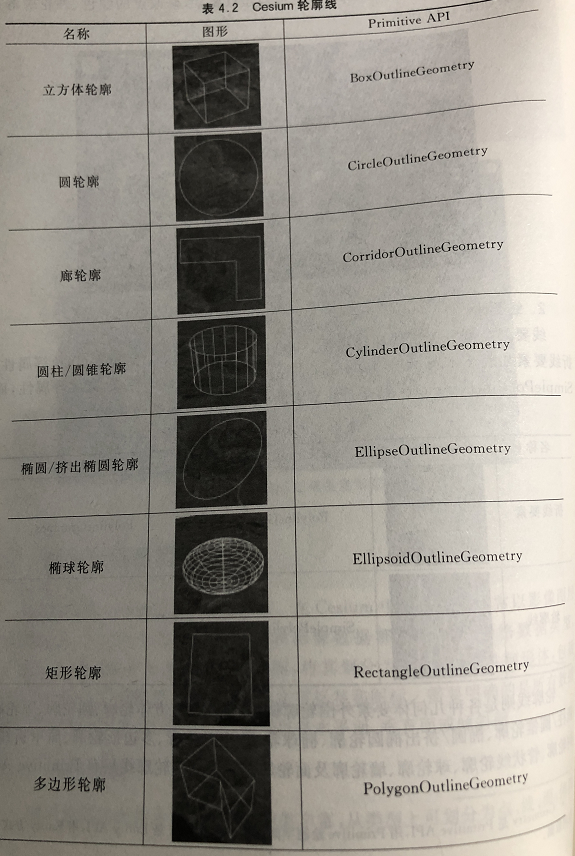 表 4.2 Cesium 轮廓线
名称 图形 Primitive API
立方体轮廓 BoxOutlineGeometry
圆轮廓 CircleOutlineGeometry
廊轮廓 CorridorOutlineGeometry
圆柱/圆锥轮廓 CylinderOutlineGeometry
椭圆/挤出椭圆轮廓 EllipseOutlineGeometry
椭球轮廓 EllipsoidOutlineGeometry
矩形轮廓 RectangleOutlineGeometry
多边形轮廓 PolygonOutlineGeometry